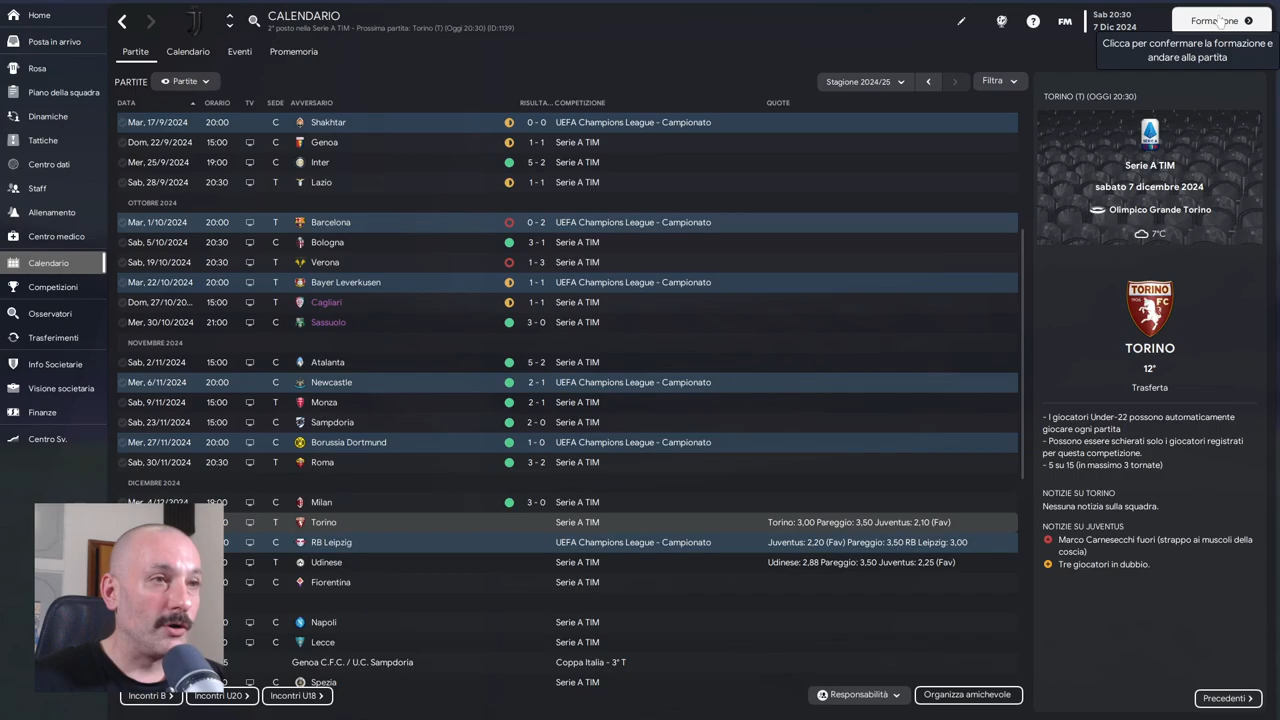 Home
Posta in arrivo
Rosa
Piano della squadra
Dinamiche
Tattiche
Centro dati
Staff
Allenamento
Centro medico
Calendario
Competizioni
Osservatori
Trasferimenti
Info Societarie
Visione societaria
Finanze
Centro Sv.
CALENDARIO
2° posto nella Serie A TIM - Prossima partita: Torino (T) (Oggi 20:30) (ID:1139)
FM
Sab 20:30
7 Dic 2024
Clicca per confermare la formazione e
andare alla partita
Partite Calendario Eventi Promemoria
PARTITE Partite Stagione 2024/25 Filtra
DATA ORARIO TV SEDE AVVERSARIO RISULTA... COMPETIZIONE QUOTE
Mar, 17/9/2024 20:00 C Shakhtar 0 - 0 UEFA Champions League - Campionato
Dom, 22/9/2024 15:00 C Genoa 1 - 1 Serie A TIM
Mer, 25/9/2024 19:00 C Inter 5 - 2 Serie A TIM
Sab, 28/9/2024 20:30 T Lazio 1 - 1 Serie A TIM
OTTOBRE 2024
Mar, 1/10/2024 20:00 T Barcelona 0 - 2 UEFA Champions League - Campionato
Sab, 5/10/2024 20:30 C Bologna 3 - 1 Serie A TIM
Sab, 19/10/2024 20:30 T Verona 1 - 3 Serie A TIM
Mar, 22/10/2024 20:00 T Bayer Leverkusen 1 - 1 UEFA Champions League - Campionato
Dom, 27/10/20... 15:00 T Cagliari 1 - 1 Serie A TIM
Mer, 30/10/2024 21:00 C Sassuolo 3 - 0 Serie A TIM
NOVEMBRE 2024
Sab, 2/11/2024 15:00 C Atalanta 5 - 2 Serie A TIM
Mer, 6/11/2024 20:00 C Newcastle 2 - 1 UEFA Champions League - Campionato
Sab, 9/11/2024 15:00 T Monza 2 - 1 Serie A TIM
Sab, 23/11/2024 15:00 C Sampdoria 2 - 0 Serie A TIM
Mer, 27/11/2024 20:00 C Borussia Dortmund 1 - 0 UEFA Champions League - Campionato
Sab, 30/11/2024 20:30 T Roma 3 - 2 Serie A TIM
DICEMBRE 2024
Mer, 4/12/2024 19:00 C Milan 3 - 0 Serie A TIM
T Torino Serie A TIM Torino: 3,00 Pareggio: 3,50 Juventus: 2,10 (Fav)
C RB Leipzig UEFA Champions League - Campionato Juventus: 2,20 (Fav) Pareggio: 3,50 RB Leipzig: 3,00
T Udinese Serie A TIM Udinese: 2,88 Pareggio: 3,50 Juventus: 2,25 (Fav)
C Fiorentina Serie A TIM
C Napoli Serie A TIM
C Lecce Serie A TIM
Genoa C.F.C. / U.C. Sampdoria Coppa Italia - 3° T
C Spezia Serie A TIM
Incontri B Incontri U20 Incontri U18 Responsabilità Organizza amichevole
TORINO (T) (OGGI 20:30)
Serie A TIM
sabato 7 dicembre 2024
Olimpico Grande Torino
7°C
TORINO
FC
TORINO
12°
Trasferta
- I giocatori Under-22 possono automaticamente
giocare ogni partita
- Possono essere schierati solo i giocatori registrati
per questa competizione.
- 5 su 15 (in massimo 3 tornate)
NOTIZIE SU TORINO
Nessuna notizia sulla squadra.
NOTIZIE SU JUVENTUS
Marco Carnesecchi fuori (strappo ai muscoli della
coscia)
Tre giocatori in dubbio.
Precedenti